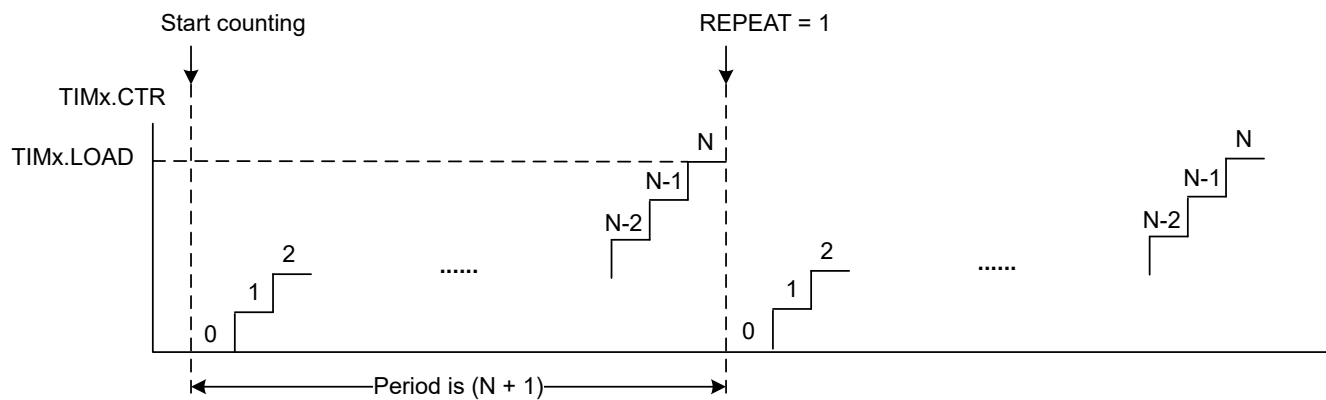 Start counting
REPEAT = 1
TIMx.CTR
TIMx.LOAD
N
N
N-1
N-1
N-2
N-2
2
2
......
......
1
1
0
0
Period is (N + 1)